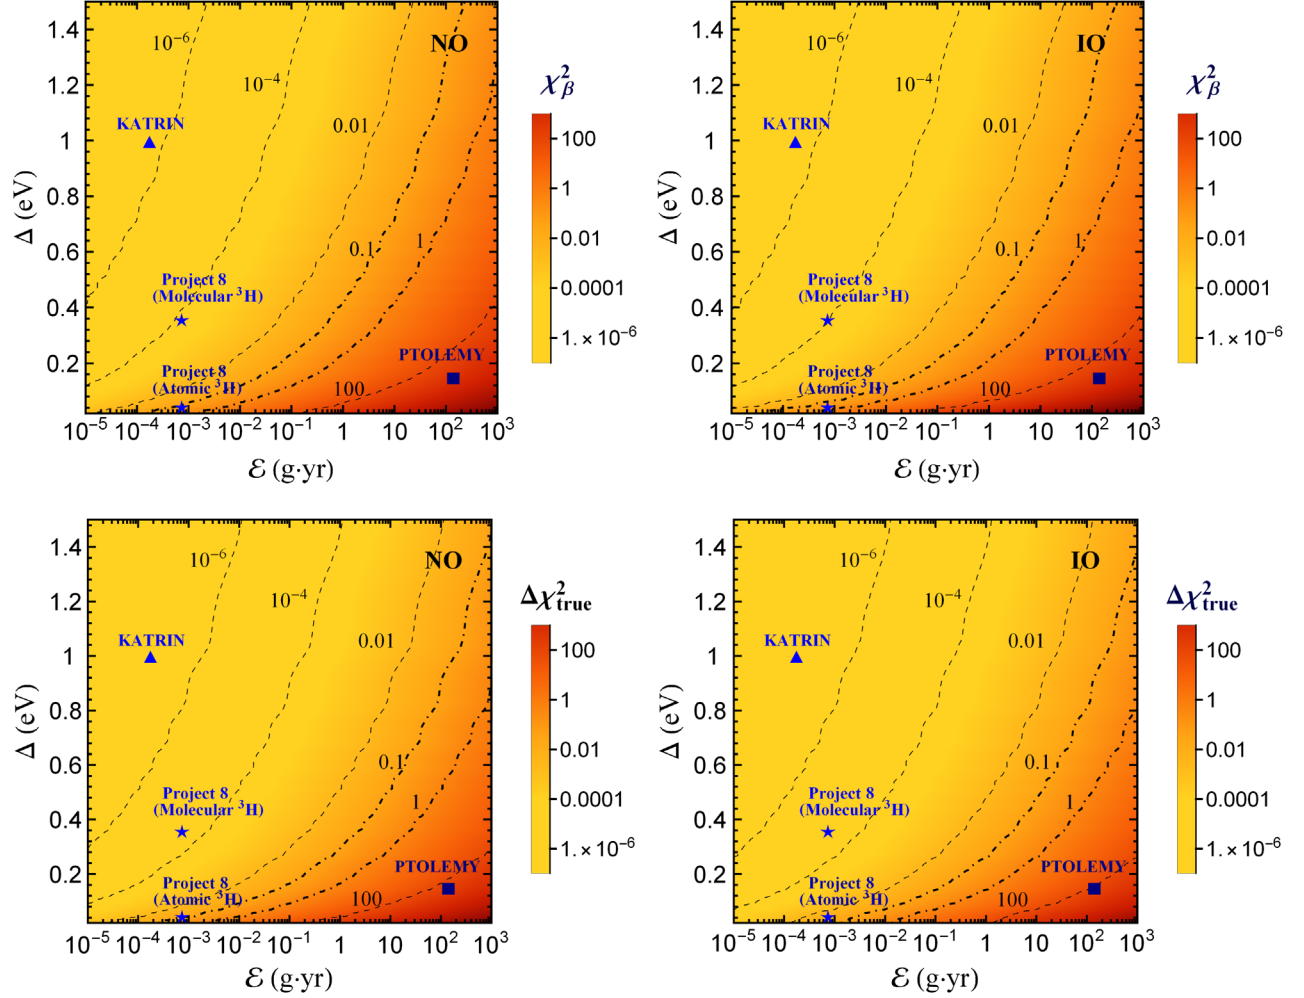 NO
10⁻⁶
10⁻⁴
0.01
0.1
1
100
KATRIN
Project 8
(Molecular ³H)
Project 8
(Atomic ³H)
PTOLEMY
1.4
1.2
1
0.8
0.6
0.4
0.2
Δ (eV)
10⁻⁵ 10⁻⁴ 10⁻³ 10⁻² 10⁻¹ 1 10¹ 10² 10³
ℰ (g·yr)
χ²β
100
1
0.01
0.0001
1. × 10⁻⁶
IO
10⁻⁶
10⁻⁴
0.01
0.1
1
100
KATRIN
Project 8
(Molecular ³H)
Project 8
(Atomic ³H)
PTOLEMY
1.4
1.2
1
0.8
0.6
0.4
0.2
Δ (eV)
10⁻⁵ 10⁻⁴ 10⁻³ 10⁻² 10⁻¹ 1 10¹ 10² 10³
ℰ (g·yr)
χ²β
100
1
0.01
0.0001
1. × 10⁻⁶
NO
10⁻⁶
10⁻⁴
0.01
0.1
1
100
KATRIN
Project 8
(Molecular ³H)
Project 8
(Atomic ³H)
PTOLEMY
1.4
1.2
1
0.8
0.6
0.4
0.2
Δ (eV)
10⁻⁵ 10⁻⁴ 10⁻³ 10⁻² 10⁻¹ 1 10¹ 10² 10³
ℰ (g·yr)
Δχ²true
100
1
0.01
0.0001
1. × 10⁻⁶
IO
10⁻⁶
10⁻⁴
0.01
0.1
1
100
KATRIN
Project 8
(Molecular ³H)
Project 8
(Atomic ³H)
PTOLEMY
1.4
1.2
1
0.8
0.6
0.4
0.2
Δ (eV)
10⁻⁵ 10⁻⁴ 10⁻³ 10⁻² 10⁻¹ 1 10¹ 10² 10³
ℰ (g·yr)
Δχ²true
100
1
0.01
0.0001
1. × 10⁻⁶